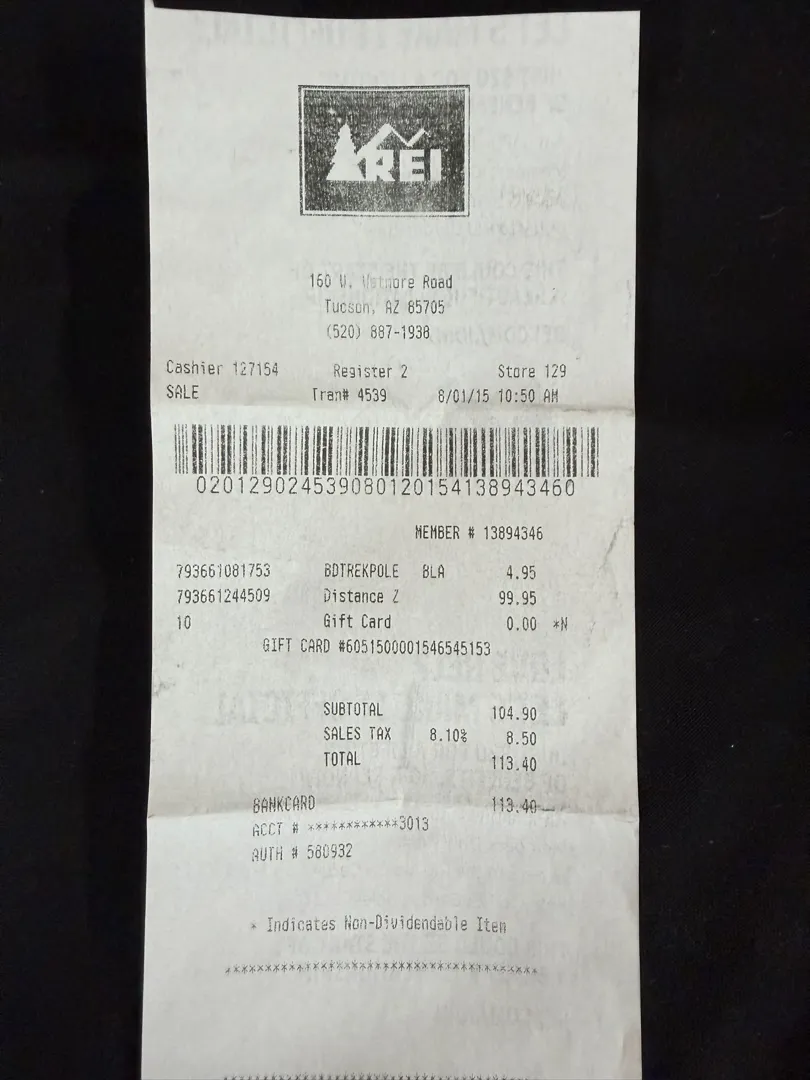 REI
160 W. Wetmore Road
Tucson, AZ 85705
(520) 887-1938
Cashier 127154 Register 2 Store 129
SALE Tran# 4539 8/01/15 10:50 AM
0201290245390801201541389434​60
MEMBER # 13894346
793661081753 BDTREKPOLE BLA 4.95
793661244509 Distance Z 99.95
10 Gift Card 0.00 *N
GIFT CARD #6051500001546545153
SUBTOTAL 104.90
SALES TAX 8.10% 8.50
TOTAL 113.40
BANKCARD 113.40
ACCT # ************3013
AUTH # 580932
* Indicates Non-Dividendable Item
****************************************
****************************************